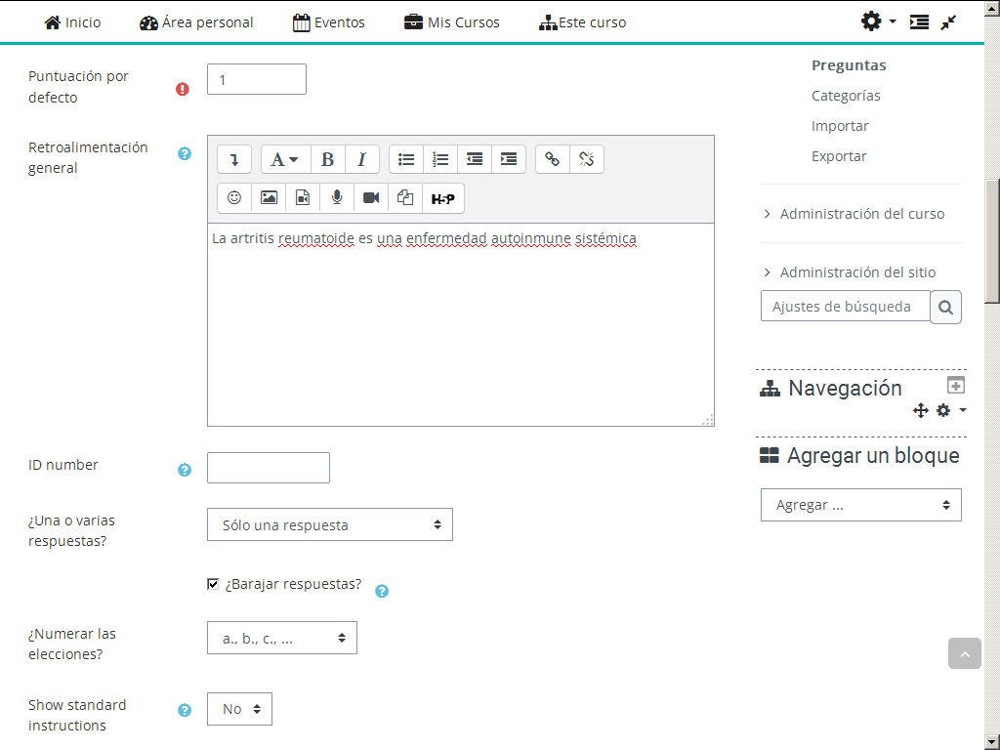 Inicio
Área personal
Eventos
Mis Cursos
Este curso
Puntuación por
defecto
1
Retroalimentación
general
A
B
I
H5P
La artritis reumatoide es una enfermedad autoinmune sistémica
ID number
¿Una o varias
respuestas?
Sólo una respuesta
¿Barajar respuestas?
¿Numerar las
elecciones?
a., b., c., ...
Show standard
instructions
No
Preguntas
Categorías
Importar
Exportar
Administración del curso
Administración del sitio
Ajustes de búsqueda
Navegación
Agregar un bloque
Agregar ...